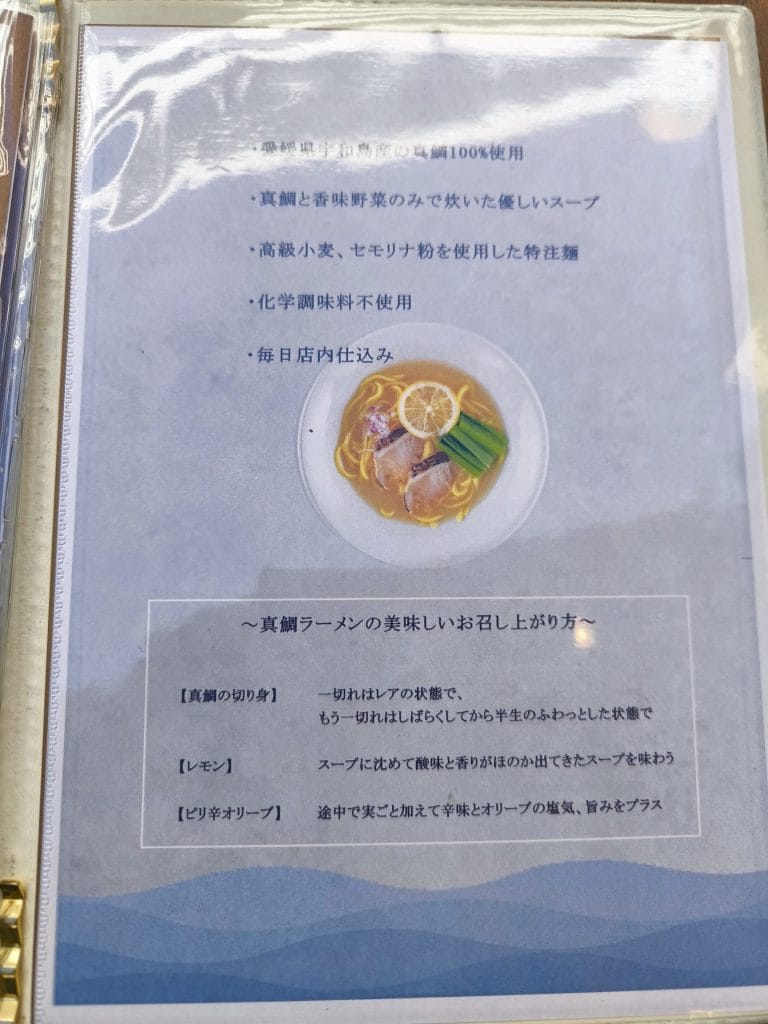 ・愛媛県宇和島産の真鯛100%使用
・真鯛と香味野菜のみで炊いた優しいスープ
・高級小麦、セモリナ粉を使用した特注麺
・化学調味料不使用
・毎日店内仕込み
～真鯛ラーメンの美味しいお召し上がり方～
【真鯛の切り身】 一切れはレアの状態で、
もう一切れはしばらくしてから半生のふわっとした状態で
【レモン】 スープに沈めて酸味と香りがほのか出てきたスープを味わう
【ピリ辛オリーブ】 途中で実ごと加えて辛味とオリーブの塩気、旨みをプラス